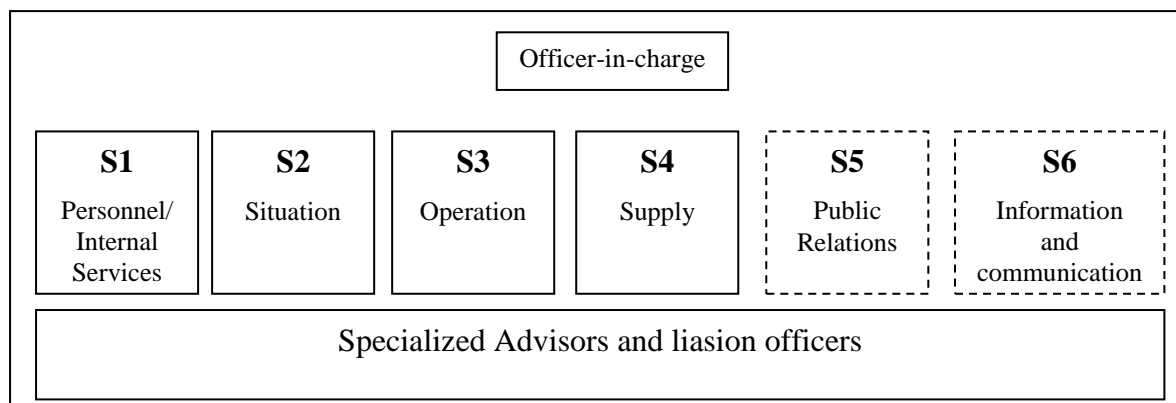 Officer-in-charge
S1
Personnel/
Internal
Services
S2
Situation
S3
Operation
S4
Supply
S5
Public
Relations
S6
Information
and
communication
Specialized Advisors and liasion officers